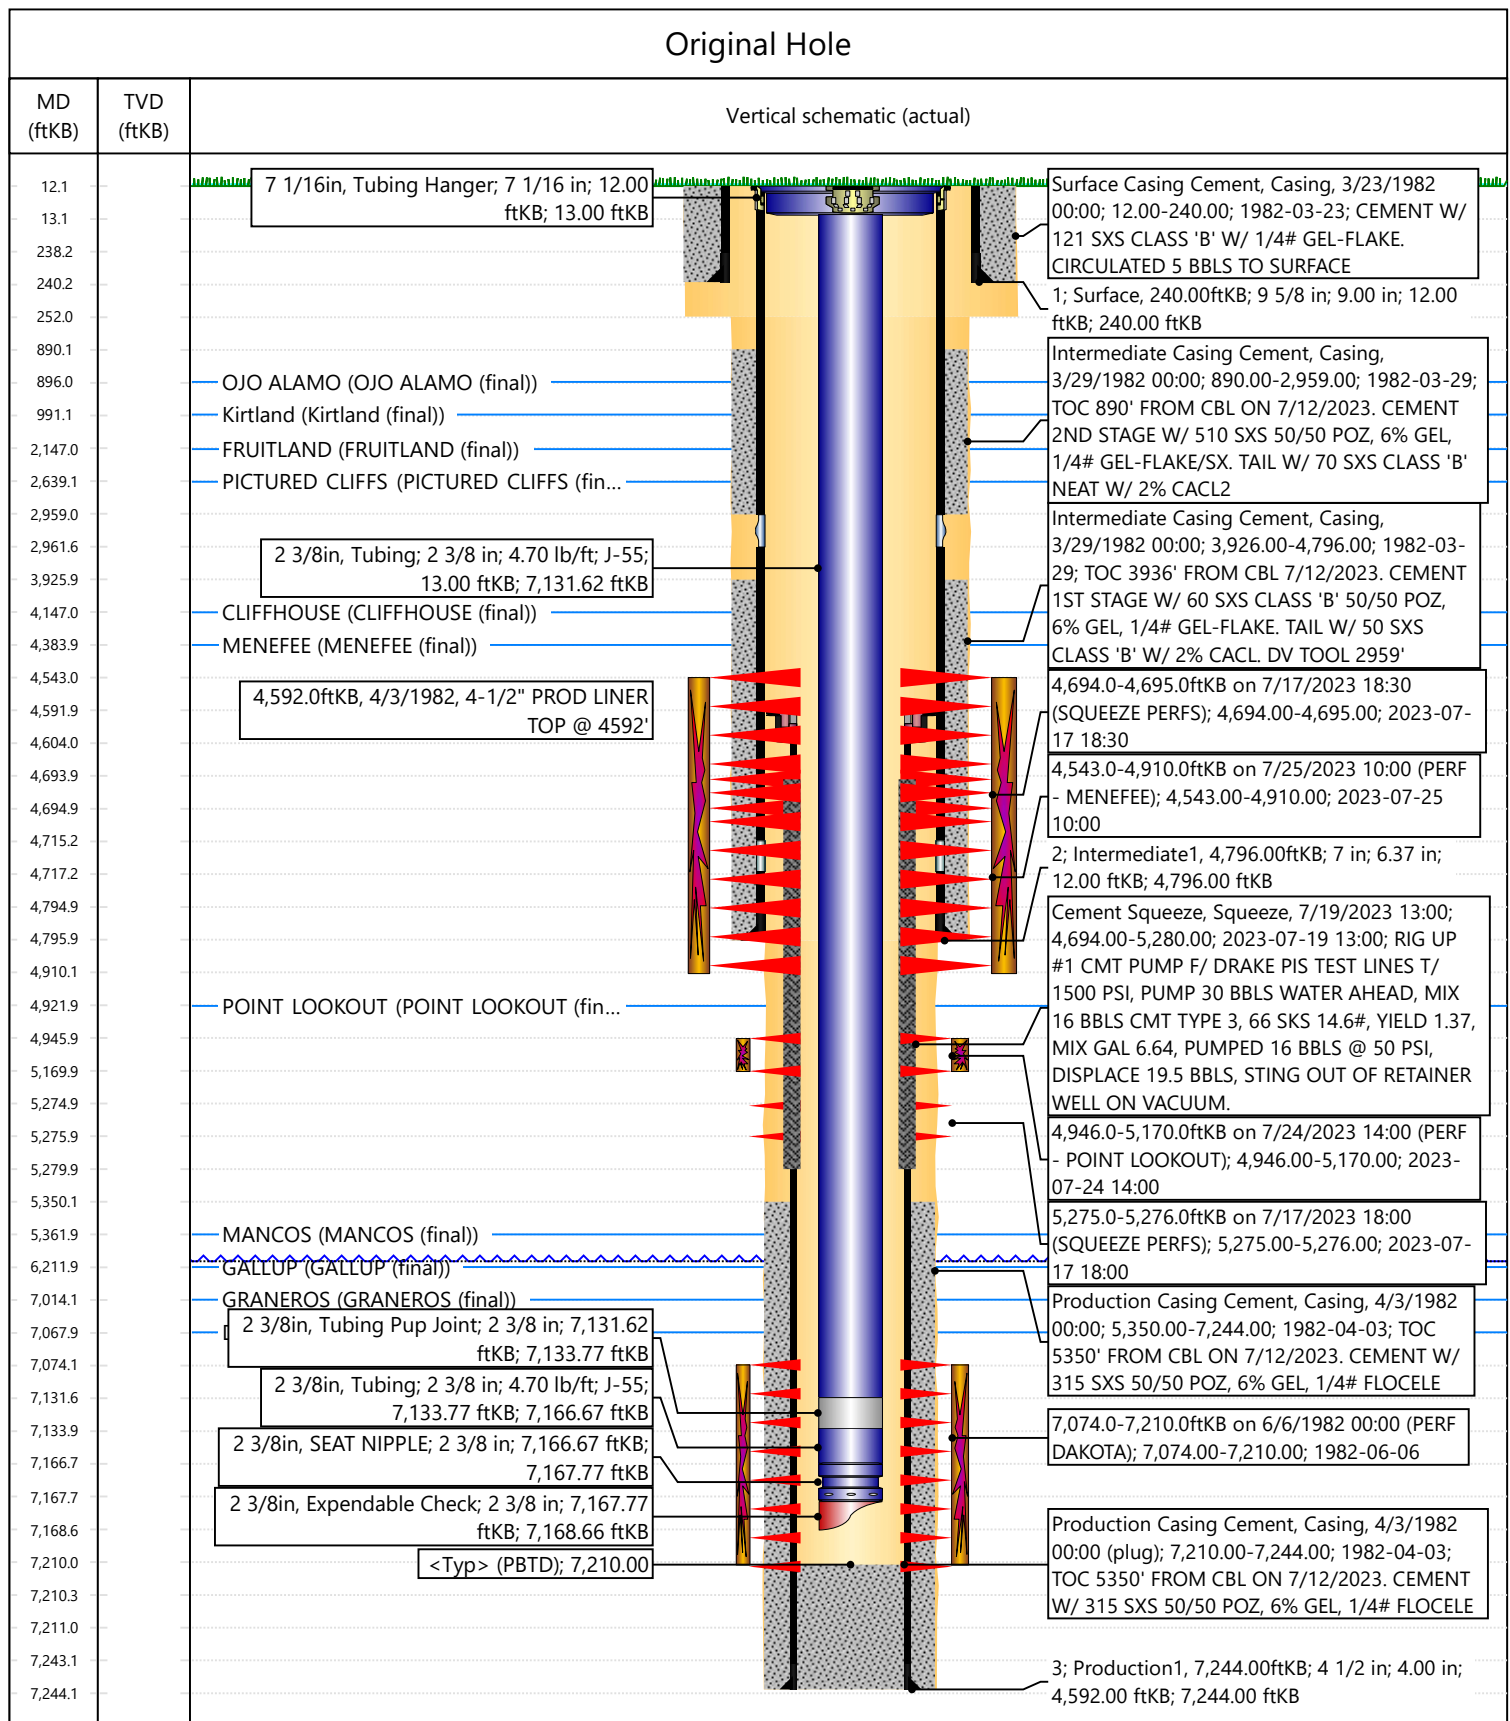 Original Hole
MD
(ftKB)
TVD
(ftKB)
Vertical schematic (actual)
12.1
13.1
238.2
240.2
252.0
890.1
896.0
991.1
2,147.0
2,639.1
2,959.0
2,961.6
3,925.9
4,147.0
4,383.9
4,543.0
4,591.9
4,604.0
4,693.9
4,694.9
4,715.2
4,717.2
4,794.9
4,795.9
4,910.1
4,921.9
4,945.9
5,169.9
5,274.9
5,275.9
5,279.9
5,350.1
5,361.9
6,211.9
7,014.1
7,067.9
7,074.1
7,131.6
7,133.9
7,166.7
7,167.7
7,168.6
7,210.0
7,210.3
7,211.0
7,243.1
7,244.1
7 1/16in, Tubing Hanger; 7 1/16 in; 12.00
ftKB; 13.00 ftKB
OJO ALAMO (OJO ALAMO (final))
Kirtland (Kirtland (final))
FRUITLAND (FRUITLAND (final))
PICTURED CLIFFS (PICTURED CLIFFS (fin...
2 3/8in, Tubing; 2 3/8 in; 4.70 lb/ft; J-55;
13.00 ftKB; 7,131.62 ftKB
CLIFFHOUSE (CLIFFHOUSE (final))
MENEFEE (MENEFEE (final))
4,592.0ftKB, 4/3/1982, 4-1/2" PROD LINER
TOP @ 4592'
POINT LOOKOUT (POINT LOOKOUT (fin...
MANCOS (MANCOS (final))
GALLUP (GALLUP (final))
GRANEROS (GRANEROS (final))
2 3/8in, Tubing Pup Joint; 2 3/8 in; 7,131.62
ftKB; 7,133.77 ftKB
2 3/8in, Tubing; 2 3/8 in; 4.70 lb/ft; J-55;
7,133.77 ftKB; 7,166.67 ftKB
2 3/8in, SEAT NIPPLE; 2 3/8 in; 7,166.67 ftKB;
7,167.77 ftKB
2 3/8in, Expendable Check; 2 3/8 in; 7,167.77
ftKB; 7,168.66 ftKB
<Typ> (PBTD); 7,210.00
Surface Casing Cement, Casing, 3/23/1982
00:00; 12.00-240.00; 1982-03-23; CEMENT W/
121 SXS CLASS 'B' W/ 1/4# GEL-FLAKE.
CIRCULATED 5 BBLS TO SURFACE
1; Surface, 240.00ftKB; 9 5/8 in; 9.00 in; 12.00
ftKB; 240.00 ftKB
Intermediate Casing Cement, Casing,
3/29/1982 00:00; 890.00-2,959.00; 1982-03-29;
TOC 890' FROM CBL ON 7/12/2023. CEMENT
2ND STAGE W/ 510 SXS 50/50 POZ, 6% GEL,
1/4# GEL-FLAKE/SX. TAIL W/ 70 SXS CLASS 'B'
NEAT W/ 2% CACL2
Intermediate Casing Cement, Casing,
3/29/1982 00:00; 3,926.00-4,796.00; 1982-03-
29; TOC 3936' FROM CBL 7/12/2023. CEMENT
1ST STAGE W/ 60 SXS CLASS 'B' 50/50 POZ,
6% GEL, 1/4# GEL-FLAKE. TAIL W/ 50 SXS
CLASS 'B' W/ 2% CACL. DV TOOL 2959'
4,694.0-4,695.0ftKB on 7/17/2023 18:30
(SQUEEZE PERFS); 4,694.00-4,695.00; 2023-07-
17 18:30
4,543.0-4,910.0ftKB on 7/25/2023 10:00 (PERF
- MENEFEE); 4,543.00-4,910.00; 2023-07-25
10:00
2; Intermediate1, 4,796.00ftKB; 7 in; 6.37 in;
12.00 ftKB; 4,796.00 ftKB
Cement Squeeze, Squeeze, 7/19/2023 13:00;
4,694.00-5,280.00; 2023-07-19 13:00; RIG UP
#1 CMT PUMP F/ DRAKE PIS TEST LINES T/
1500 PSI, PUMP 30 BBLS WATER AHEAD, MIX
16 BBLS CMT TYPE 3, 66 SKS 14.6#, YIELD 1.37,
MIX GAL 6.64, PUMPED 16 BBLS @ 50 PSI,
DISPLACE 19.5 BBLS, STING OUT OF RETAINER
WELL ON VACUUM.
4,946.0-5,170.0ftKB on 7/24/2023 14:00 (PERF
- POINT LOOKOUT); 4,946.00-5,170.00; 2023-
07-24 14:00
5,275.0-5,276.0ftKB on 7/17/2023 18:00
(SQUEEZE PERFS); 5,275.00-5,276.00; 2023-07-
17 18:00
Production Casing Cement, Casing, 4/3/1982
00:00; 5,350.00-7,244.00; 1982-04-03; TOC
5350' FROM CBL ON 7/12/2023. CEMENT W/
315 SXS 50/50 POZ, 6% GEL, 1/4# FLOCELE
7,074.0-7,210.0ftKB on 6/6/1982 00:00 (PERF
DAKOTA); 7,074.00-7,210.00; 1982-06-06
Production Casing Cement, Casing, 4/3/1982
00:00 (plug); 7,210.00-7,244.00; 1982-04-03;
TOC 5350' FROM CBL ON 7/12/2023. CEMENT
W/ 315 SXS 50/50 POZ, 6% GEL, 1/4# FLOCELE
3; Production1, 7,244.00ftKB; 4 1/2 in; 4.00 in;
4,592.00 ftKB; 7,244.00 ftKB